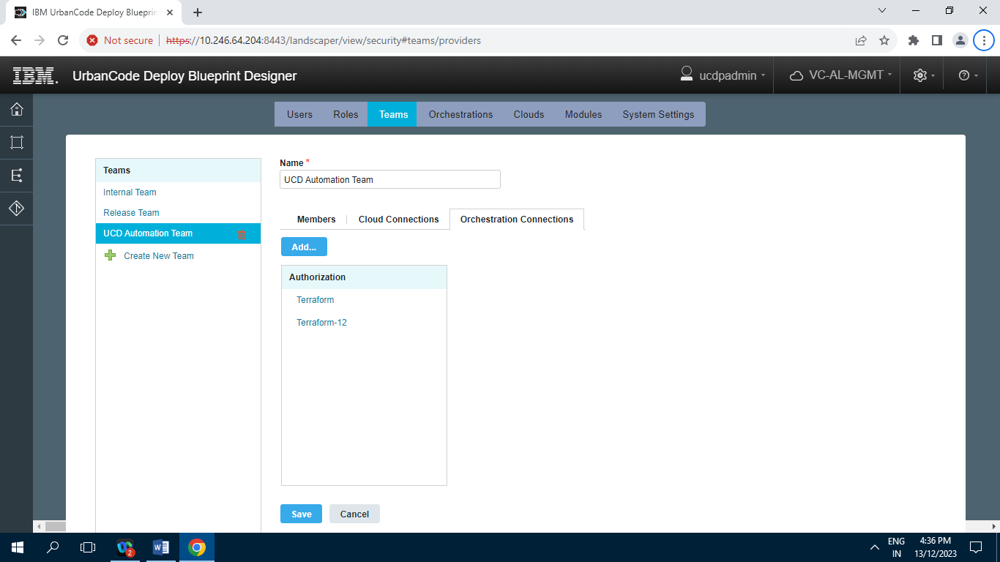 IBM UrbanCode Deploy Blueprin
Not secure https://10.246.64.204:8443/landscaper/view/security#teams/providers
IBM. UrbanCode Deploy Blueprint Designer ucdpadmin VC-AL-MGMT
Users Roles Teams Orchestrations Clouds Modules System Settings
Teams
Internal Team
Release Team
UCD Automation Team
Create New Team
Name *
UCD Automation Team
Members Cloud Connections Orchestration Connections
Add...
Authorization
Terraform
Terraform-12
Save Cancel
2
ENG
IN
4:36 PM
13/12/2023